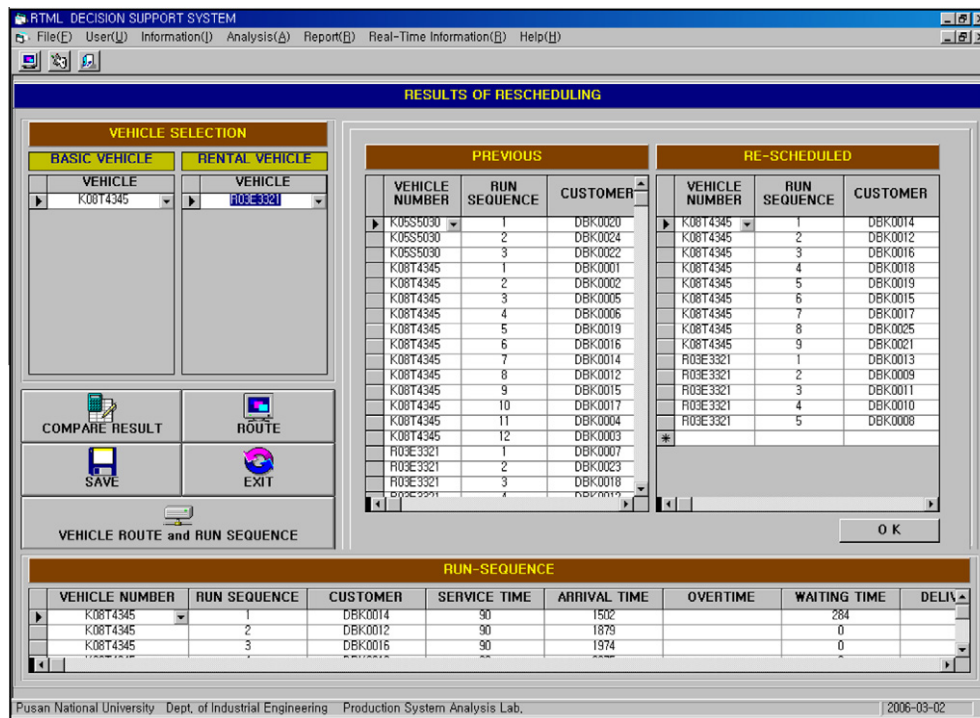 RTML DECISION SUPPORT SYSTEM
File(F) User(U) Information(I) Analysis(A) Report(R) Real-Time Information(R) Help(H)
RESULTS OF RESCHEDULING
VEHICLE SELECTION
BASIC VEHICLE RENTAL VEHICLE
VEHICLE VEHICLE
K08T4345 R03E3321
COMPARE RESULT ROUTE
SAVE EXIT
VEHICLE ROUTE and RUN SEQUENCE
PREVIOUS
VEHICLE NUMBER RUN SEQUENCE CUSTOMER
K05S5030 1 DBK0020
K05S5030 2 DBK0024
K05S5030 3 DBK0022
K08T4345 1 DBK0001
K08T4345 2 DBK0002
K08T4345 3 DBK0005
K08T4345 4 DBK0006
K08T4345 5 DBK0019
K08T4345 6 DBK0016
K08T4345 7 DBK0014
K08T4345 8 DBK0012
K08T4345 9 DBK0015
K08T4345 10 DBK0017
K08T4345 11 DBK0004
K08T4345 12 DBK0003
R03E3321 1 DBK0007
R03E3321 2 DBK0023
R03E3321 3 DBK0018
RE-SCHEDULED
VEHICLE NUMBER RUN SEQUENCE CUSTOMER
K08T4345 1 DBK0014
K08T4345 2 DBK0012
K08T4345 3 DBK0016
K08T4345 4 DBK0018
K08T4345 5 DBK0019
K08T4345 6 DBK0015
K08T4345 7 DBK0017
K08T4345 8 DBK0025
K08T4345 9 DBK0021
R03E3321 1 DBK0013
R03E3321 2 DBK0009
R03E3321 3 DBK0011
R03E3321 4 DBK0010
R03E3321 5 DBK0008
O K
RUN-SEQUENCE
VEHICLE NUMBER RUN SEQUENCE CUSTOMER SERVICE TIME ARRIVAL TIME OVERTIME WAITING TIME
K08T4345 1 DBK0014 90 1502 284
K08T4345 2 DBK0012 90 1879 0
K08T4345 3 DBK0016 90 1974 0
Pusan National University Dept, of Industrial Engineering Production System Analysis Lab, 2006-03-02